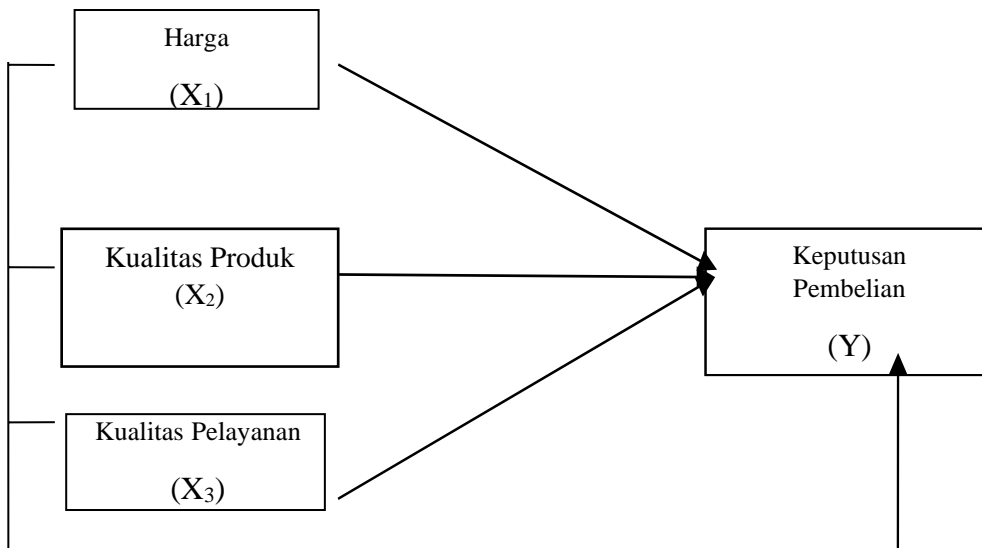 Harga
(X₁)
Kualitas Produk
(X₂)
Kualitas Pelayanan
(X₃)
Keputusan
Pembelian
(Y)